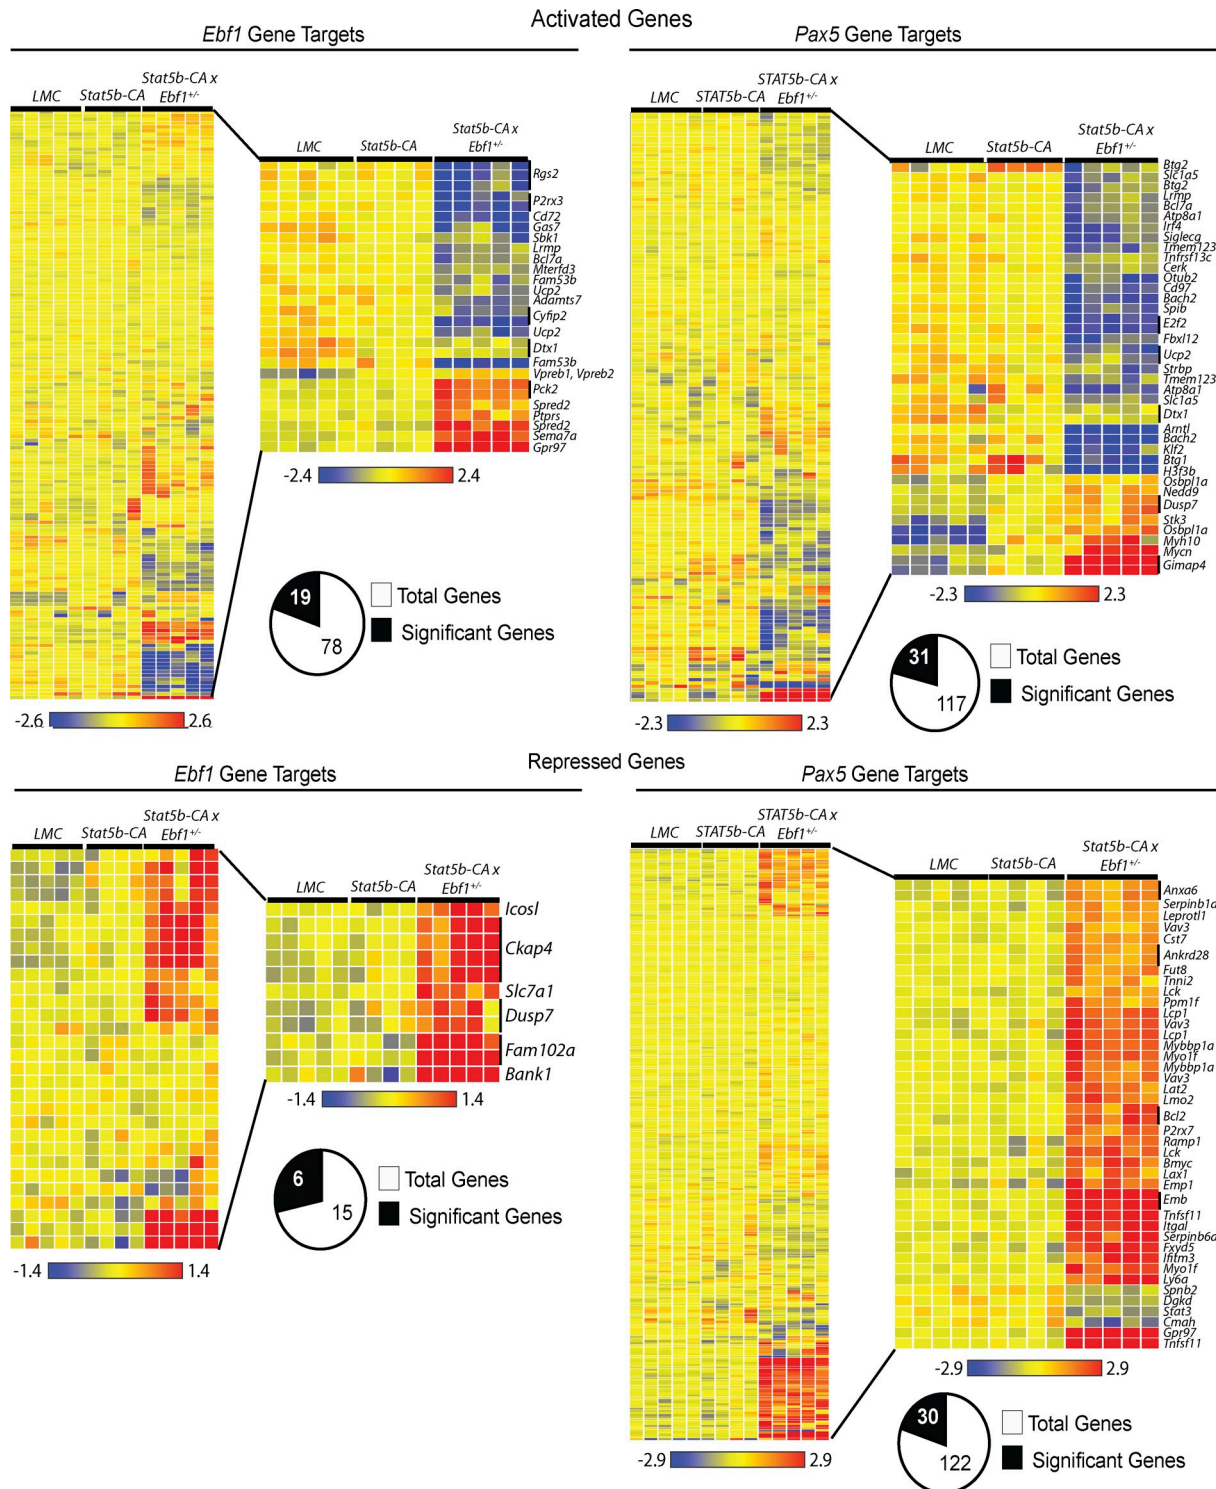 Activated Genes
Ebf1 Gene Targets
LMC
Stat5b-CA
Stat5b-CA x
Ebf1+/-
LMC
Stat5b-CA
Stat5b-CA x
Ebf1+/-
Rgs2
P2rx3
Cd72
Gas7
Sbk1
Lrmp
Bcl7a
Mterfd3
Fam53b
Ucp2
Adamts7
Cyfip2
Ucp2
Dtx1
Fam53b
Vpreb1, Vpreb2
Pck2
Spred2
Ptprs
Spred2
Sema7a
Gpr97
-2.4
2.4
19
78
Total Genes
Significant Genes
-2.6
2.6
Pax5 Gene Targets
LMC
STAT5b-CA
STAT5b-CA x
Ebf1+/-
LMC
Stat5b-CA
Stat5b-CA x
Ebf1+/-
Btg2
Slc1a5
Btg2
Lrmp
Bcl7a
Atp8a1
Irf4
Siglecg
Tmem123
Tnfrsf13c
Cerk
Otub2
Cd97
Bach2
Spib
E2f2
Fbxl12
Ucp2
Strbp
Tmem123
Atp8a1
Slc1a5
Dtx1
Arntl
Bach2
Klf2
Btg1
H3f3b
Osbpl1a
Nedd9
Dusp7
Stk3
Osbpl1a
Myh10
Mycn
Gimap4
-2.3
2.3
31
117
Total Genes
Significant Genes
-2.3
2.3
Repressed Genes
Ebf1 Gene Targets
LMC
Stat5b-CA
Stat5b-CA x
Ebf1+/-
LMC
Stat5b-CA
Stat5b-CA x
Ebf1+/-
Icosl
Ckap4
Slc7a1
Dusp7
Fam102a
Bank1
-1.4
1.4
6
15
Total Genes
Significant Genes
-1.4
1.4
Pax5 Gene Targets
LMC
STAT5b-CA
STAT5b-CA x
Ebf1+/-
LMC
Stat5b-CA
Stat5b-CA x
Ebf1+/-
Anxa6
Serpinb1a
Leprotl1
Vav3
Cst7
Ankrd28
Fut8
Tnni2
Lck
Ppm1f
Lcp1
Vav3
Lcp1
Mybbp1a
Myo1f
Mybbp1a
Vav3
Lat2
Lmo2
Bcl2
P2rx7
Ramp1
Lck
Bmyc
Lax1
Emp1
Emb
Tnfsf11
Itgal
Serpinb6a
Fxyd5
Ifitm3
Myo1f
Ly6a
Spnb2
Dgkd
Stat3
Cmah
Gpr97
Tnfsf11
-2.9
2.9
30
122
Total Genes
Significant Genes
-2.9
2.9